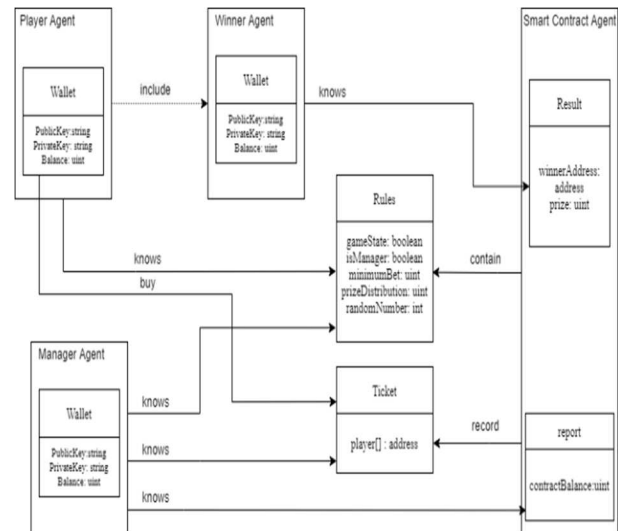 Player Agent
Wallet
PublicKey:string
PrivateKey: string
Balance: uint
include
Winner Agent
Wallet
PublicKey:string
PrivateKey: string
Balance: uint
knows
Smart Contract Agent
Result
winnerAddress:
address
prize: uint
Rules
gameState: boolean
isManager: boolean
minimumBet: uint
prizeDistribution: uint
randomNumber: int
knows
buy
contain
Manager Agent
Wallet
PublicKey:string
PrivateKey: string
Balance: uint
knows
knows
knows
Ticket
player[] : address
record
report
contractBalance:uint